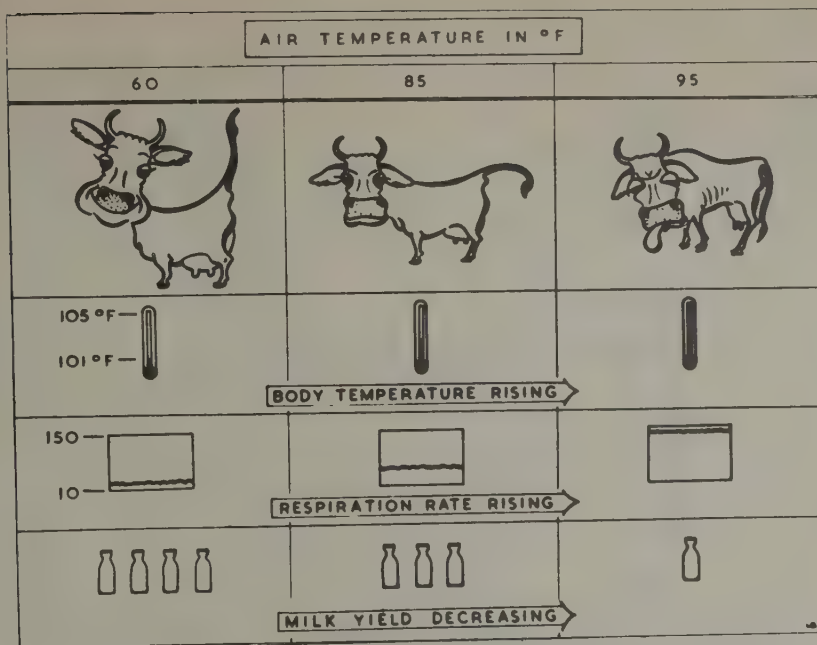 AIR TEMPERATURE IN °F
60 85 95
105 °F
101 °F
BODY TEMPERATURE RISING
150
10
RESPIRATION RATE RISING
MILK YIELD DECREASING